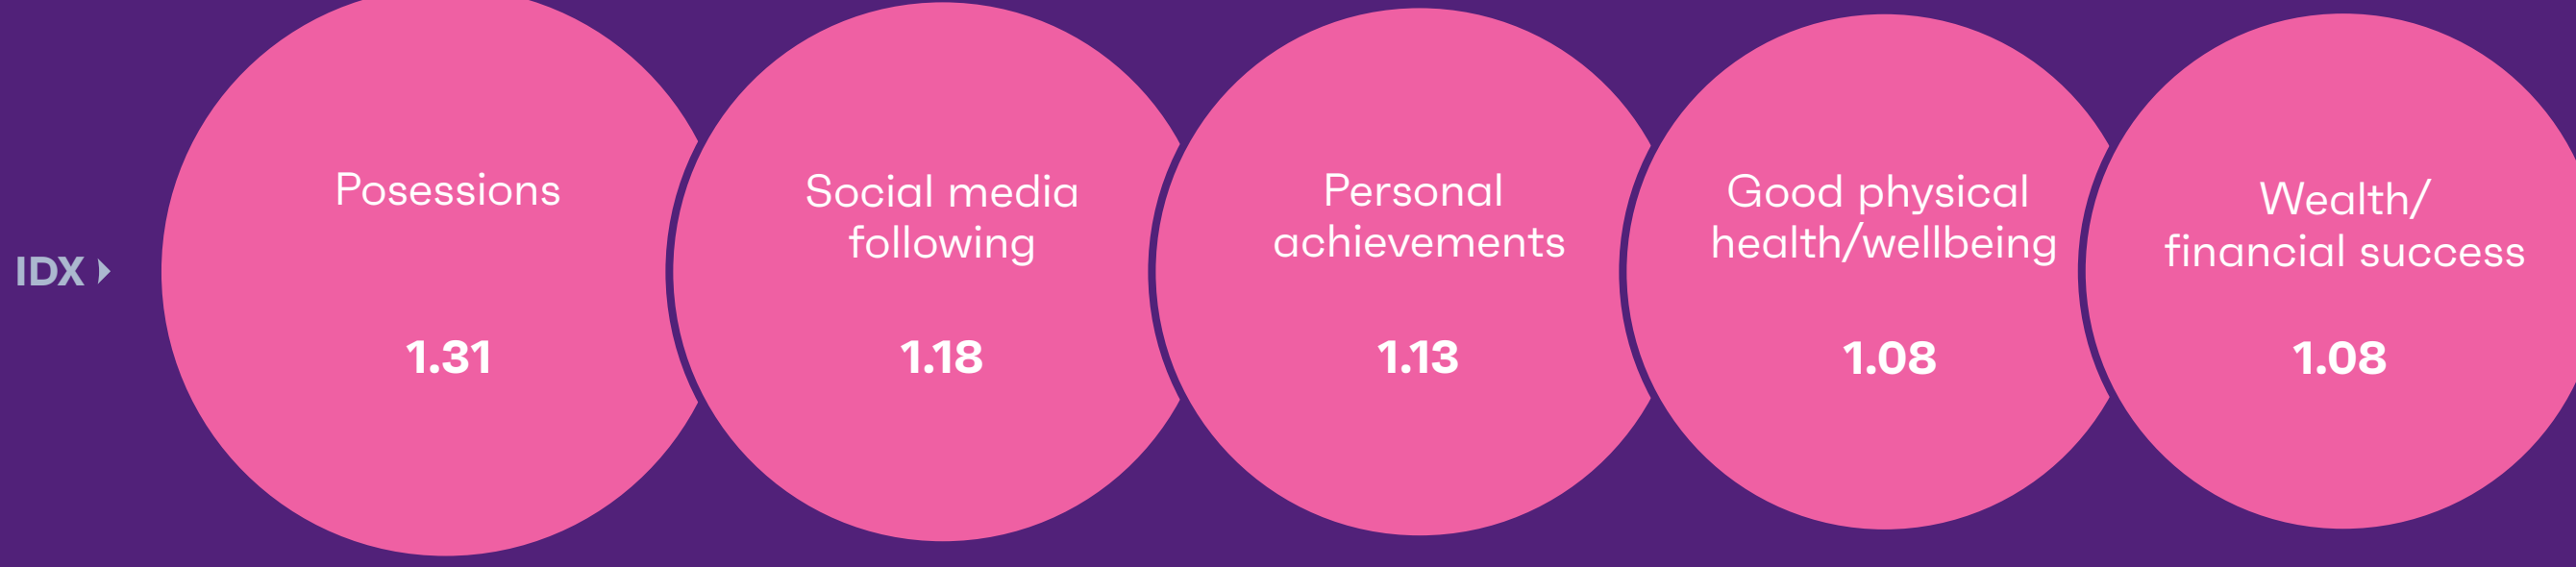 IDX
Posessions
1.31
Social media
following
1.18
Personal
achievements
1.13
Good physical
health/wellbeing
1.08
Wealth/
financial success
1.08